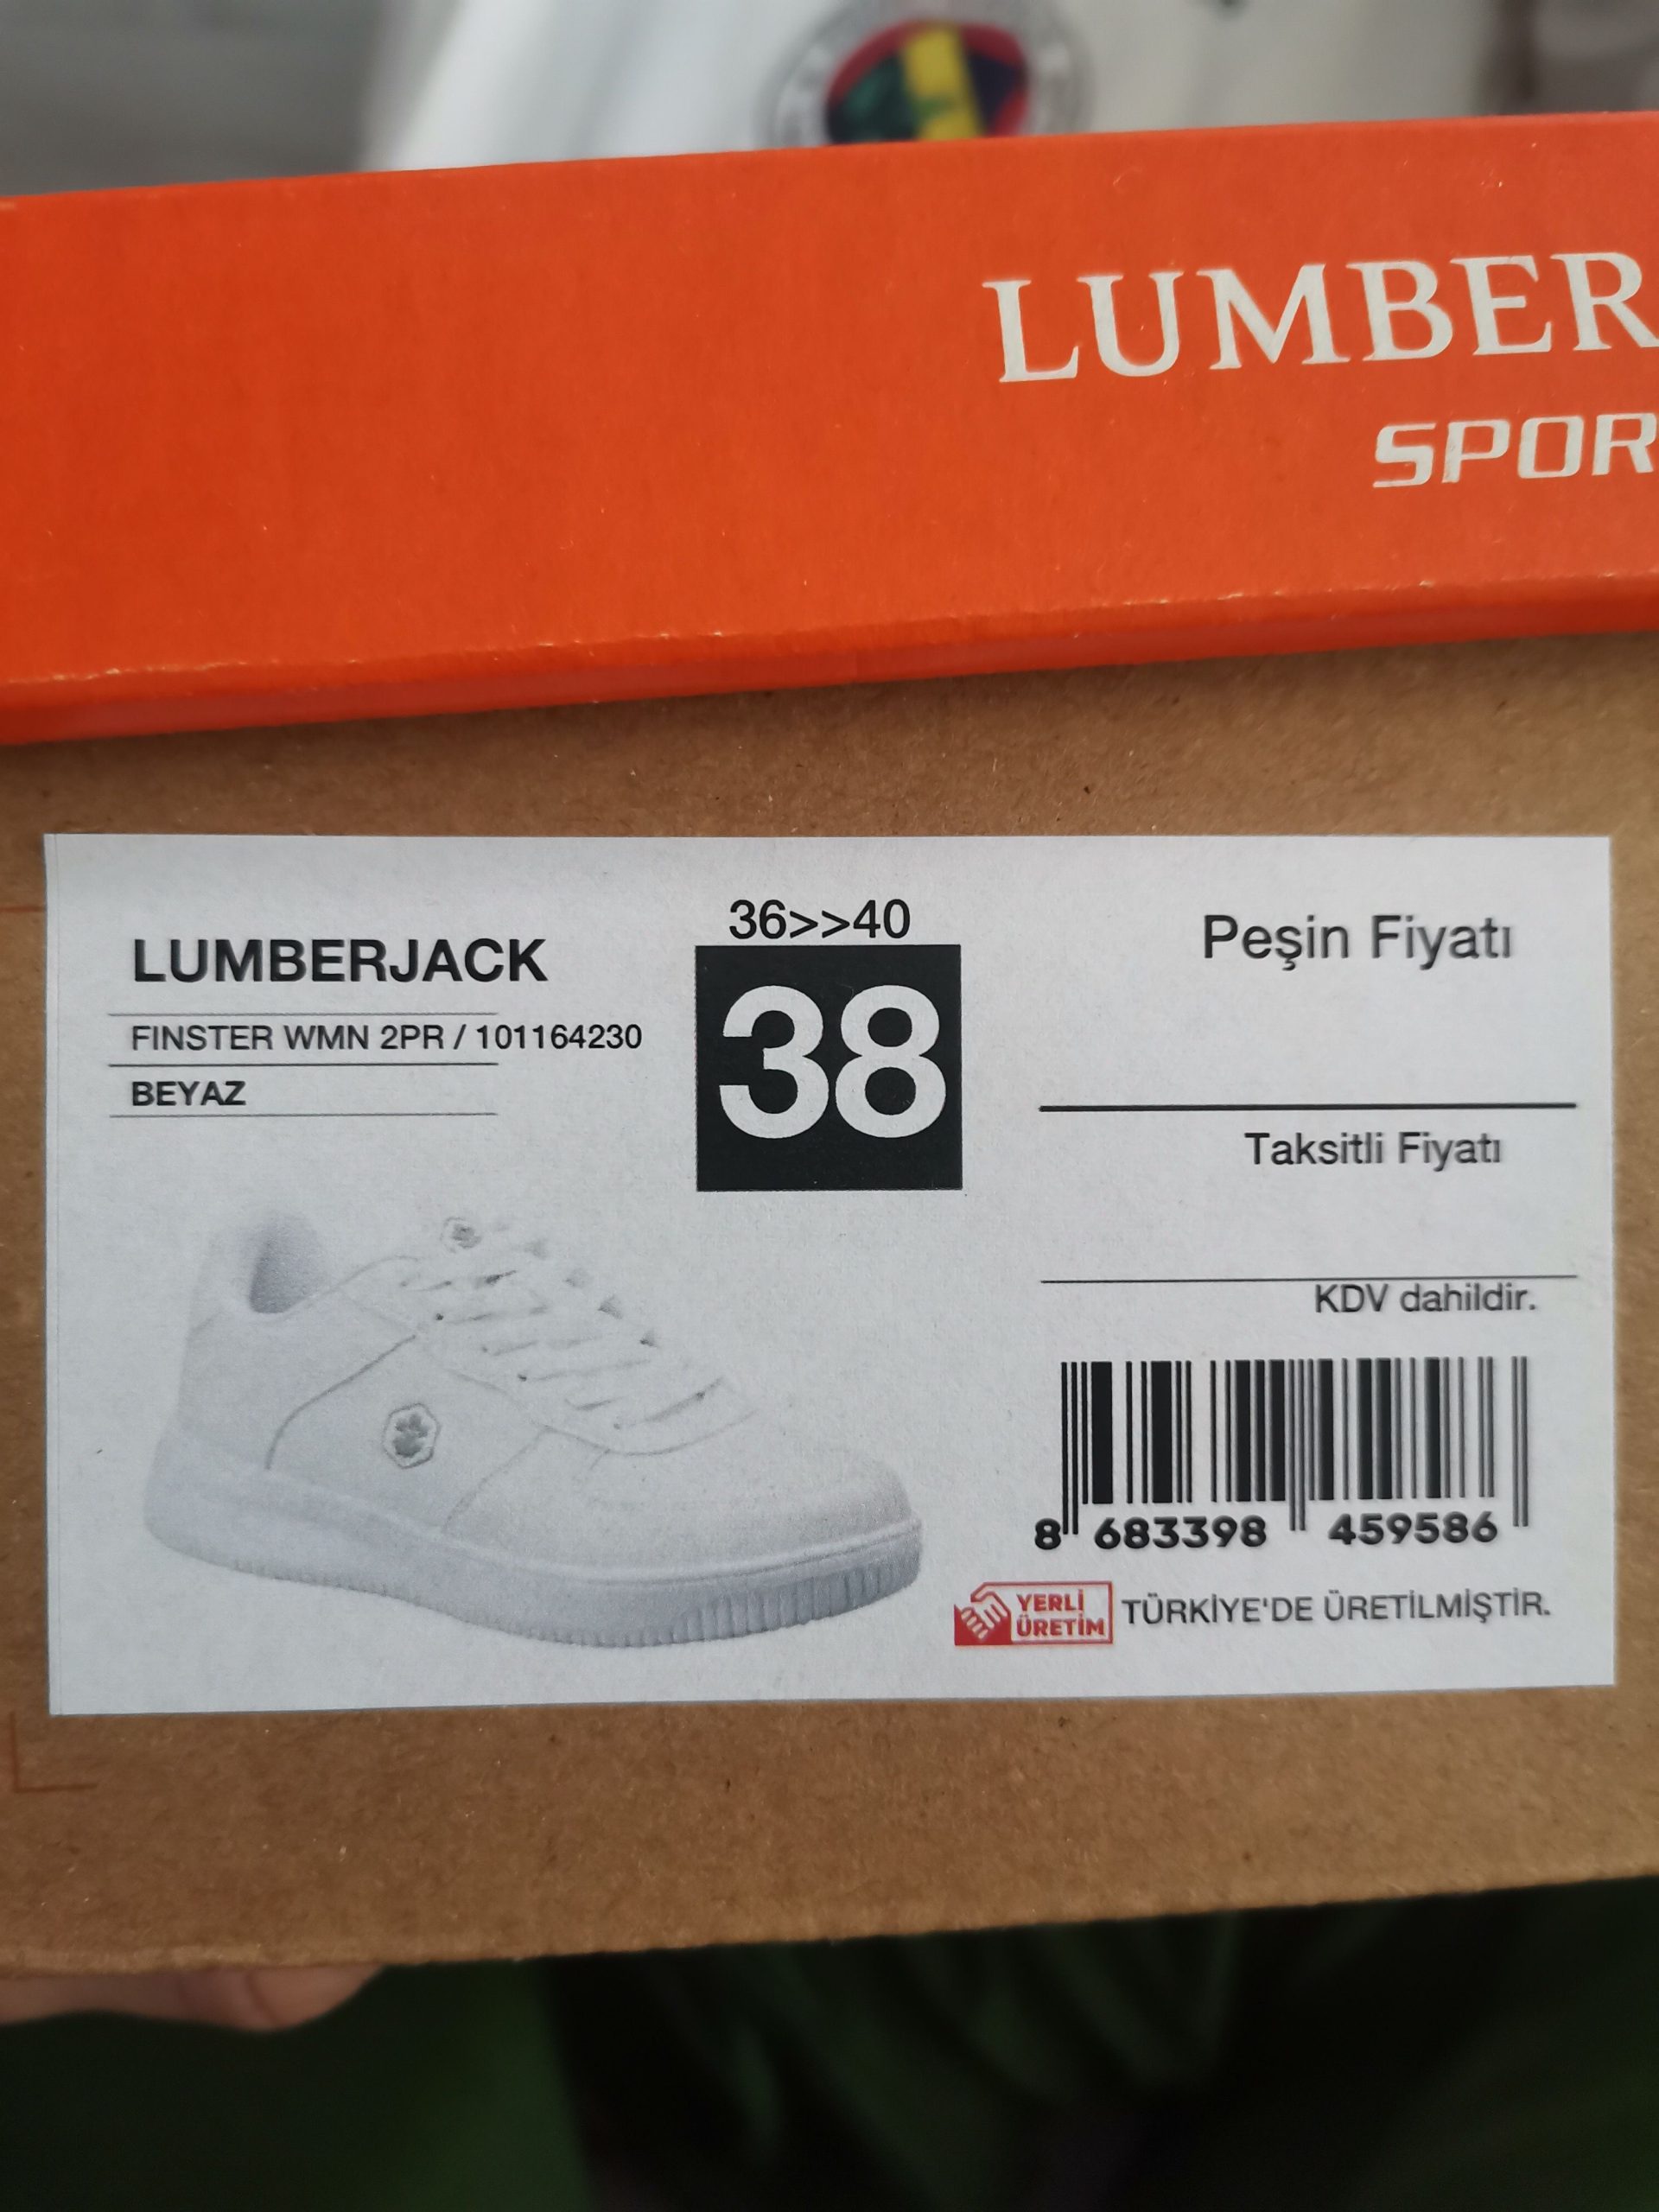 LUMBER
SPOR
LUMBERJACK
FINSTER WMN 2PR / 101164230
BEYAZ
36>>40
38
Peşin Fiyatı
Taksitli Fiyatı
KDV dahildir.
8 683398 459586
YERLİ
ÜRETİM
TÜRKİYE'DE ÜRETİLMİŞTİR.